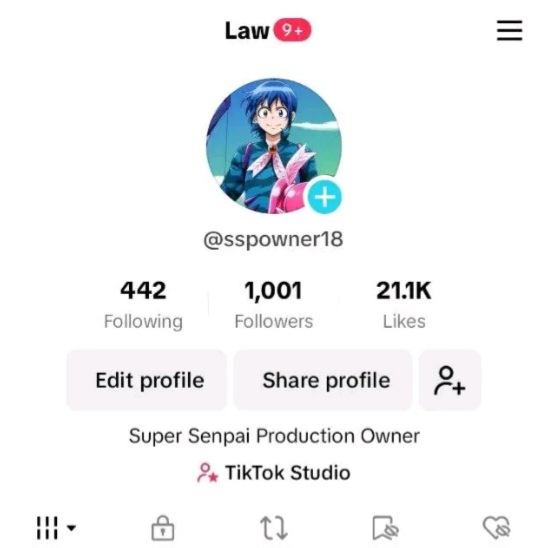 Law 9+
@sspowner18
442 1,001 21.1K
Following Followers Likes
Edit profile Share profile
Super Senpai Production Owner
TikTok Studio